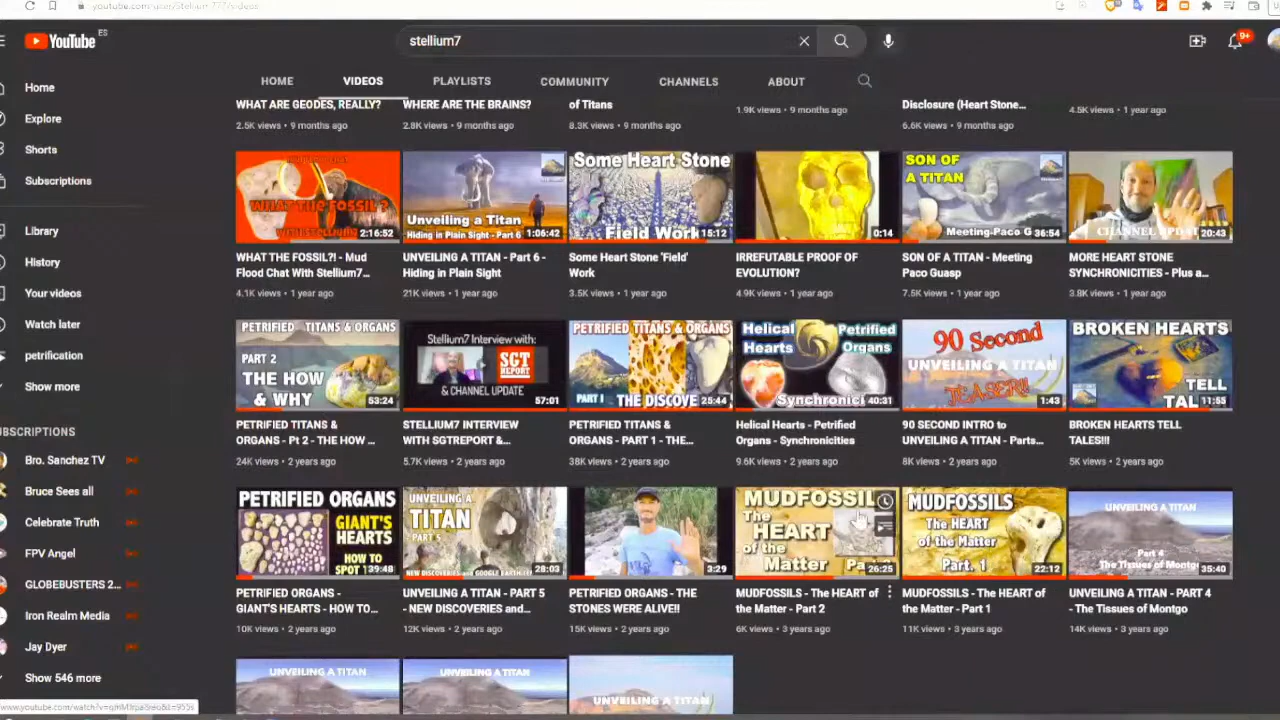 YouTube ES
stellium7
9+
HOME VIDEOS PLAYLISTS COMMUNITY CHANNELS ABOUT
Home
Explore
Shorts
Subscriptions
Library
History
Your videos
Watch later
petrification
Show more
SUBSCRIPTIONS
Bro. Sanchez TV
Bruce Sees all
Celebrate Truth
FPV Angel
GLOBEBUSTERS 2...
Iron Realm Media
Jay Dyer
Show 546 more
WHAT ARE GEODES, REALLY?
2.5K views • 9 months ago
WHERE ARE THE BRAINS?
2.8K views • 9 months ago
of Titans
8.3K views • 9 months ago
1.9K views • 9 months ago
Disclosure (Heart Stone...
6.6K views • 9 months ago
4.5K views • 1 year ago
WHAT THE FOSSIL?
WITH STELLIUM7
2:16:52
WHAT THE FOSSIL?! - Mud
Flood Chat With Stellium7...
4.1K views • 1 year ago
Unveiling a Titan
Hiding in Plain Sight - Part 6
1:06:42
UNVEILING A TITAN - Part 6 -
Hiding in Plain Sight
21K views • 1 year ago
Some Heart Stone
Field Work
15:12
Some Heart Stone 'Field'
Work
3.5K views • 1 year ago
0:14
IRREFUTABLE PROOF OF
EVOLUTION?
4.9K views • 1 year ago
SON OF
A TITAN
Meeting Paco G
36:54
SON OF A TITAN - Meeting
Paco Guasp
7.5K views • 1 year ago
CHANNEL UPDA
20:43
MORE HEART STONE
SYNCHRONICITIES - Plus a...
3.8K views • 1 year ago
PETRIFIED TITANS & ORGANS
PART 2
THE HOW
& WHY
53:24
PETRIFIED TITANS &
ORGANS - Pt 2 - THE HOW ...
24K views • 2 years ago
Stellium7 Interview with:
SGT
REPORT
& CHANNEL UPDATE
57:01
STELLIUM7 INTERVIEW
WITH SGTREPORT &...
5.7K views • 2 years ago
PETRIFIED TITANS & ORGANS
PART 1 THE DISCOVE
25:44
PETRIFIED TITANS &
ORGANS - PART 1 - THE...
38K views • 2 years ago
Helical Petrified
Hearts Organs
Synchronici
40:31
Helical Hearts - Petrified
Organs - Synchronicities
9.6K views • 2 years ago
90 Second
UNVEILING A TITAN
TEASER!!
1:43
90 SECOND INTRO to
UNVEILING A TITAN - Parts...
8K views • 2 years ago
BROKEN HEARTS
TELL
TAL
11:55
BROKEN HEARTS TELL
TALES!!!
5K views • 2 years ago
PETRIFIED ORGANS
GIANT'S
HEARTS
HOW TO
SPOT
1:39:48
PETRIFIED ORGANS -
GIANT'S HEARTS - HOW TO...
10K views • 2 years ago
UNVEILING A
TITAN
PART 5
28:03
UNVEILING A TITAN - PART 5
- NEW DISCOVERIES and...
12K views • 2 years ago
3:29
PETRIFIED ORGANS - THE
STONES WERE ALIVE!!
15K views • 2 years ago
MUDFOSSIL
The
HEART
of the
Matter Pa
26:25
MUDFOSSILS - The HEART of
the Matter - Part 2
6K views • 3 years ago
MUDFOSSILS
The HEART
of the Matter
Part. 1
22:12
MUDFOSSILS - The HEART of
the Matter - Part 1
11K views • 3 years ago
UNVEILING A TITAN
Part 4
The Tissues of Montgo
35:40
UNVEILING A TITAN - PART 4
- The Tissues of Montgo
14K views • 3 years ago
UNVEILING A TITAN
UNVEILING A TITAN
UNVEILING A TITAN